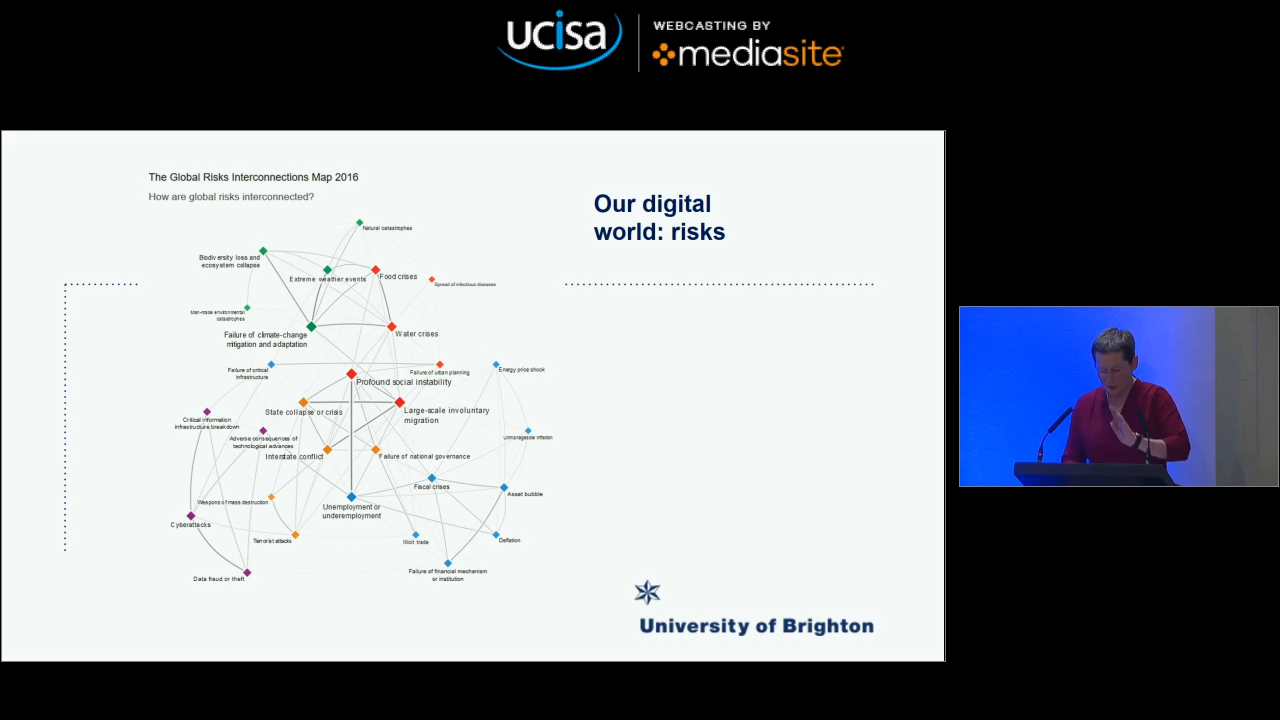 ucisa
WEBCASTING BY
mediasite
The Global Risks Interconnections Map 2016
How are global risks interconnected?
Our digital
world: risks
Natural catastrophes
Biodiversity loss and
ecosystem collapse
Extreme weather events
Food crises
Spread of infectious diseases
Man-made environmental
catastrophes
Failure of climate-change
mitigation and adaptation
Water crises
Failure of critical
infrastructure
Failure of urban planning
Energy price shock
Profound social instability
State collapse or crisis
Large-scale involuntary
migration
Critical information
infrastructure breakdown
Adverse consequences of
technological advances
Unmanageable inflation
Interstate conflict
Failure of national governance
Fiscal crises
Asset bubble
Weapons of mass destruction
Unemployment or
underemployment
Cyberattacks
Terrorist attacks
Illicit trade
Deflation
Data fraud or theft
Failure of financial mechanism
or institution
University of Brighton